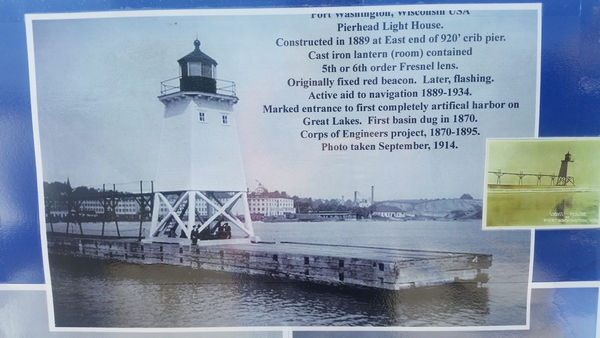 Port Washington, Wisconsin USA
Pierhead Light House.
Constructed in 1889 at East end of 920' crib pier.
Cast iron lantern (room) contained
5th or 6th order Fresnel lens.
Originally fixed red beacon. Later, flashing.
Active aid to navigation 1889-1934.
Marked entrance to first completely artifical harbor on
Great Lakes. First basin dug in 1870.
Corps of Engineers project, 1870-1895.
Photo taken September, 1914.